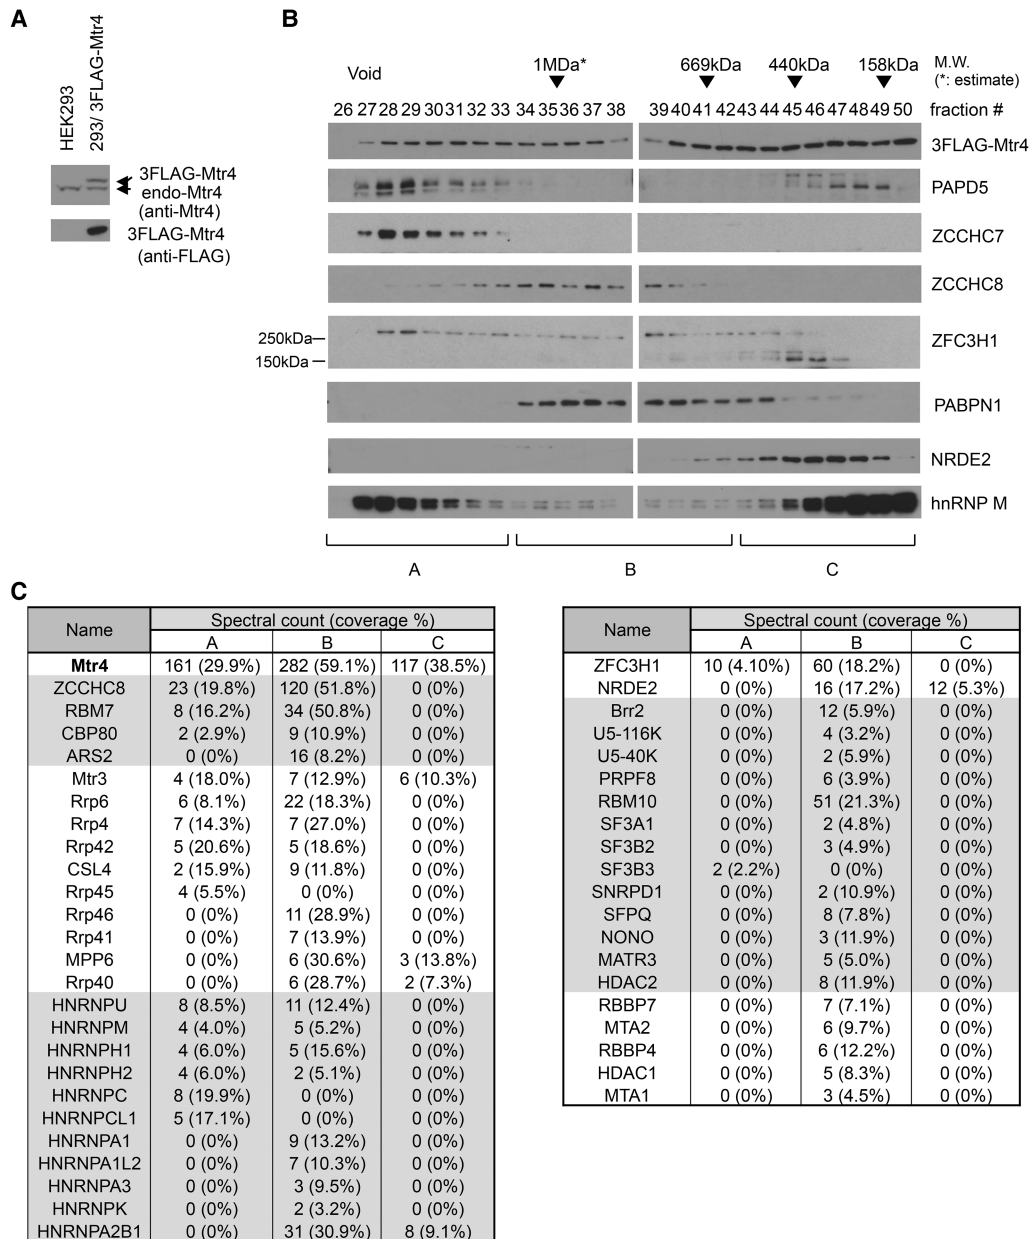 A
HEK293
293/ 3FLAG-Mtr4
3FLAG-Mtr4
endo-Mtr4
(anti-Mtr4)
3FLAG-Mtr4
(anti-FLAG)
B
Void
1MDa*
669kDa
440kDa
158kDa
M.W.
(*: estimate)
26 27 28 29 30 31 32 33 34 35 36 37 38 39 40 41 42 43 44 45 46 47 48 49 50 fraction #
3FLAG-Mtr4
PAPD5
ZCCHC7
ZCCHC8
250kDa
150kDa
ZFC3H1
PABPN1
NRDE2
hnRNP M
A B C
C
Name Spectral count (coverage %)
A B C
Mtr4 161 (29.9%) 282 (59.1%) 117 (38.5%)
ZCCHC8 23 (19.8%) 120 (51.8%) 0 (0%)
RBM7 8 (16.2%) 34 (50.8%) 0 (0%)
CBP80 2 (2.9%) 9 (10.9%) 0 (0%)
ARS2 0 (0%) 16 (8.2%) 0 (0%)
Mtr3 4 (18.0%) 7 (12.9%) 6 (10.3%)
Rrp6 6 (8.1%) 22 (18.3%) 0 (0%)
Rrp4 7 (14.3%) 7 (27.0%) 0 (0%)
Rrp42 5 (20.6%) 5 (18.6%) 0 (0%)
CSL4 2 (15.9%) 9 (11.8%) 0 (0%)
Rrp45 4 (5.5%) 0 (0%) 0 (0%)
Rrp46 0 (0%) 11 (28.9%) 0 (0%)
Rrp41 0 (0%) 7 (13.9%) 0 (0%)
MPP6 0 (0%) 6 (30.6%) 3 (13.8%)
Rrp40 0 (0%) 6 (28.7%) 2 (7.3%)
HNRNPU 8 (8.5%) 11 (12.4%) 0 (0%)
HNRNPM 4 (4.0%) 5 (5.2%) 0 (0%)
HNRNPH1 4 (6.0%) 5 (15.6%) 0 (0%)
HNRNPH2 4 (6.0%) 2 (5.1%) 0 (0%)
HNRNPC 8 (19.9%) 0 (0%) 0 (0%)
HNRNPCL1 5 (17.1%) 0 (0%) 0 (0%)
HNRNPA1 0 (0%) 9 (13.2%) 0 (0%)
HNRNPA1L2 0 (0%) 7 (10.3%) 0 (0%)
HNRNPA3 0 (0%) 3 (9.5%) 0 (0%)
HNRNPK 0 (0%) 2 (3.2%) 0 (0%)
HNRNPA2B1 0 (0%) 31 (30.9%) 8 (9.1%)
Name Spectral count (coverage %)
A B C
ZFC3H1 10 (4.10%) 60 (18.2%) 0 (0%)
NRDE2 0 (0%) 16 (17.2%) 12 (5.3%)
Brr2 0 (0%) 12 (5.9%) 0 (0%)
U5-116K 0 (0%) 4 (3.2%) 0 (0%)
U5-40K 0 (0%) 2 (5.9%) 0 (0%)
PRPF8 0 (0%) 6 (3.9%) 0 (0%)
RBM10 0 (0%) 51 (21.3%) 0 (0%)
SF3A1 0 (0%) 2 (4.8%) 0 (0%)
SF3B2 0 (0%) 3 (4.9%) 0 (0%)
SF3B3 2 (2.2%) 0 (0%) 0 (0%)
SNRPD1 0 (0%) 2 (10.9%) 0 (0%)
SFPQ 0 (0%) 8 (7.8%) 0 (0%)
NONO 0 (0%) 3 (11.9%) 0 (0%)
MATR3 0 (0%) 5 (5.0%) 0 (0%)
HDAC2 0 (0%) 8 (11.9%) 0 (0%)
RBBP7 0 (0%) 7 (7.1%) 0 (0%)
MTA2 0 (0%) 6 (9.7%) 0 (0%)
RBBP4 0 (0%) 6 (12.2%) 0 (0%)
HDAC1 0 (0%) 5 (8.3%) 0 (0%)
MTA1 0 (0%) 3 (4.5%) 0 (0%)